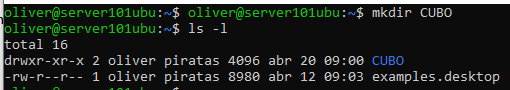 oliver@server101ubu:~$ oliver@server101ubu:~$ mkdir CUBO
oliver@server101ubu:~$ ls -l
total 16
drwxr-xr-x 2 oliver piratas 4096 abr 20 09:00 CUBO
-rw-r--r-- 1 oliver piratas 8980 abr 12 09:03 examples.desktop